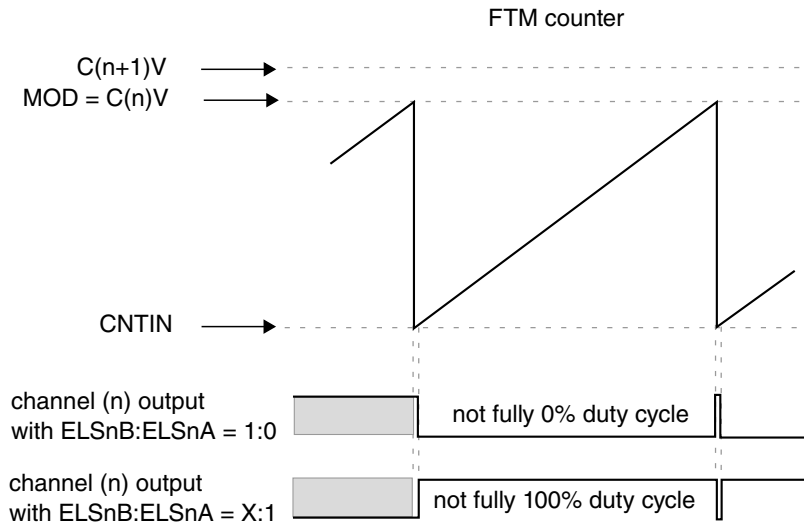 FTM counter
C(n+1)V
MOD = C(n)V
CNTIN
channel (n) output
with ELSnB:ELSnA = 1:0
not fully 0% duty cycle
channel (n) output
with ELSnB:ELSnA = X:1
not fully 100% duty cycle